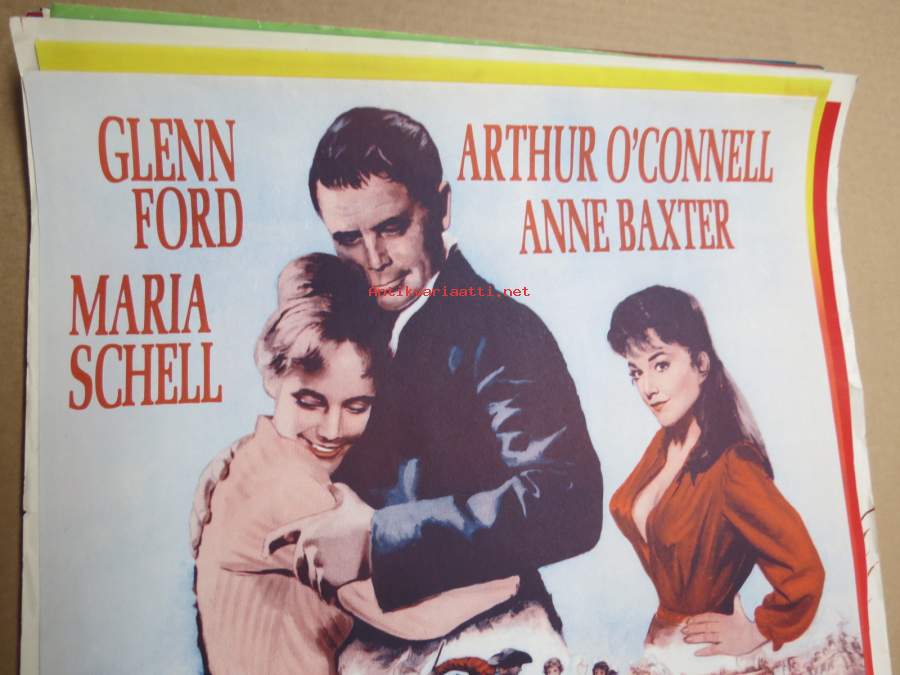 GLENN
FORD
MARIA
SCHELL
ARTHUR O'CONNELL
ANNE BAXTER
Antikvariaatti.net